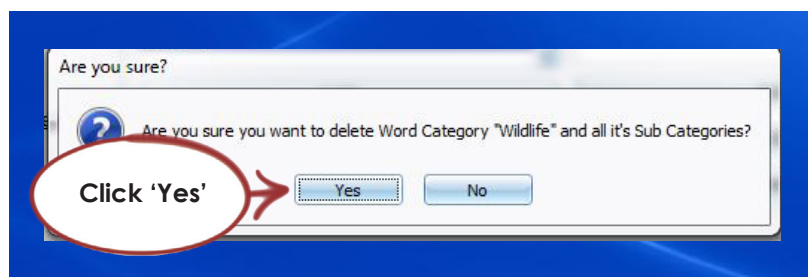 Are you sure?
Are you sure you want to delete Word Category "Wildlife" and all it's Sub Categories?
Click ‘Yes’
Yes
No